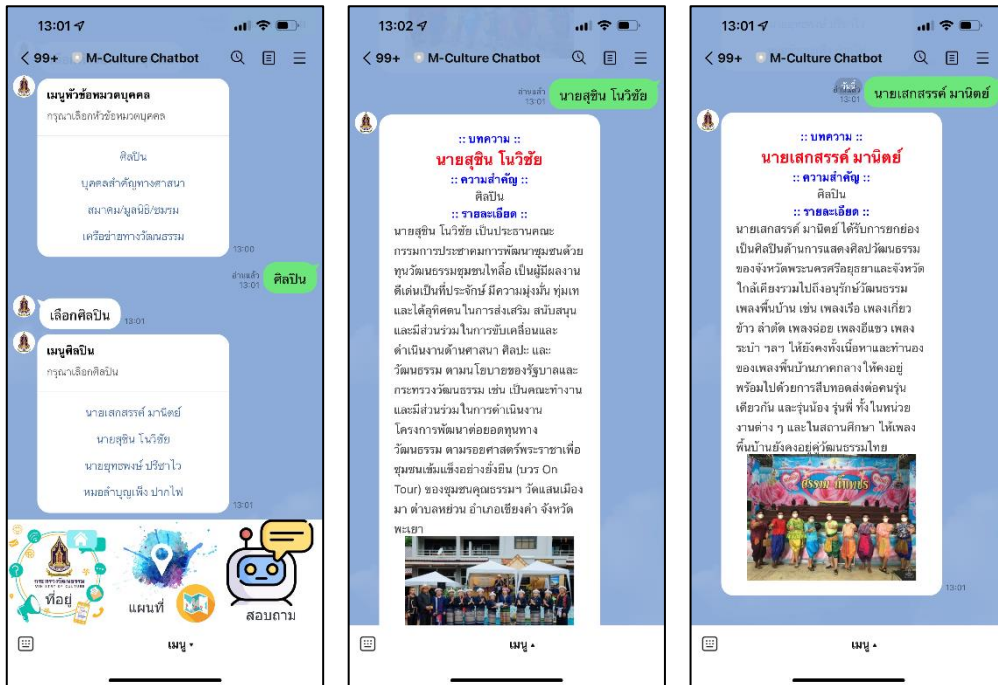 13:01
99+ M-Culture Chatbot
เมนูหัวข้อหมวดบุคคล
กรุณาเลือกหัวข้อหมวดบุคคล
ศิลปิน
บุคคลสำคัญทางศาสนา
สมาคม/มูลนิธิ/ชมรม
เครือข่ายทางวัฒนธรรม
13:00
อ่านแล้ว
13:01
ศิลปิน
เลือกศิลปิน
13:01
เมนูศิลปิน
กรุณาเลือกศิลปิน
นายเสกสรรค์ มานิตย์
นายสุชิน โนวิชัย
นายยุทธพงษ์ ปรีชาไว
หมอลำบุญเพ็ง ปากไฟ
13:01
กระทรวงวัฒนธรรม
ที่อยู่
แผนที่
สอบถาม
เมนู
13:02
99+ M-Culture Chatbot
อ่านแล้ว
13:01
นายสุชิน โนวิชัย
:: บทความ ::
นายสุชิน โนวิชัย
:: ความสำคัญ ::
ศิลปิน
:: รายละเอียด ::
นายสุชิน โนวิชัย เป็นประธานคณะ
กรรมการประชาคมการพัฒนาชุมชนด้วย
ทุนวัฒนธรรมชุมชนไทลื้อ เป็นผู้มีผลงาน
ดีเด่นเป็นที่ประจักษ์ มีความมุ่งมั่น ทุ่มเท
และได้อุทิศตนในการส่งเสริม สนับสนุน
และมีส่วนร่วมในการขับเคลื่อนและ
ดำเนินงานด้านศาสนา ศิลปะ และ
วัฒนธรรม ตามนโยบายของรัฐบาลและ
กระทรวงวัฒนธรรม เช่น เป็นคณะทำงาน
และมีส่วนร่วมในการดำเนินงาน
โครงการพัฒนาต่อยอดทุนทาง
วัฒนธรรม ตามรอยศาสตร์พระราชาเพื่อ
ชุมชนเข้มแข็งอย่างยั่งยืน (บวร On
Tour) ของชุมชนคุณธรรมฯ วัดแสนเมือง
มา ตำบลหย่วน อำเภอเชียงคำ จังหวัด
พะเยา
เมนู
13:01
99+ M-Culture Chatbot
วันนี้
13:01
นายเสกสรรค์ มานิตย์
:: บทความ ::
นายเสกสรรค์ มานิตย์
:: ความสำคัญ ::
ศิลปิน
:: รายละเอียด ::
นายเสกสรรค์ มานิตย์ ได้รับการยกย่อง
เป็นศิลปินด้านการแสดงศิลปวัฒนธรรม
ของจังหวัดพระนครศรีอยุธยาและจังหวัด
ใกล้เคียงรวมไปถึงอนุรักษ์วัฒนธรรม
เพลงพื้นบ้าน เช่น เพลงเรือ เพลงเกี่ยว
ข้าว ลำตัด เพลงฉ่อย เพลงอีแซว เพลง
ระบำ ฯลฯ ให้ยังคงทั้งเนื้อหาและทำนอง
ของเพลงพื้นบ้านภาคกลาง ให้คงอยู่
พร้อมไปด้วยการสืบทอดส่งต่อคนรุ่น
เดียวกัน และรุ่นน้อง รุ่นพี่ ทั้งในหน่วย
งานต่าง ๆ และในสถานศึกษา ให้เพลง
พื้นบ้านยังคงอยู่คู่วัฒนธรรมไทย
13:01
เมนู